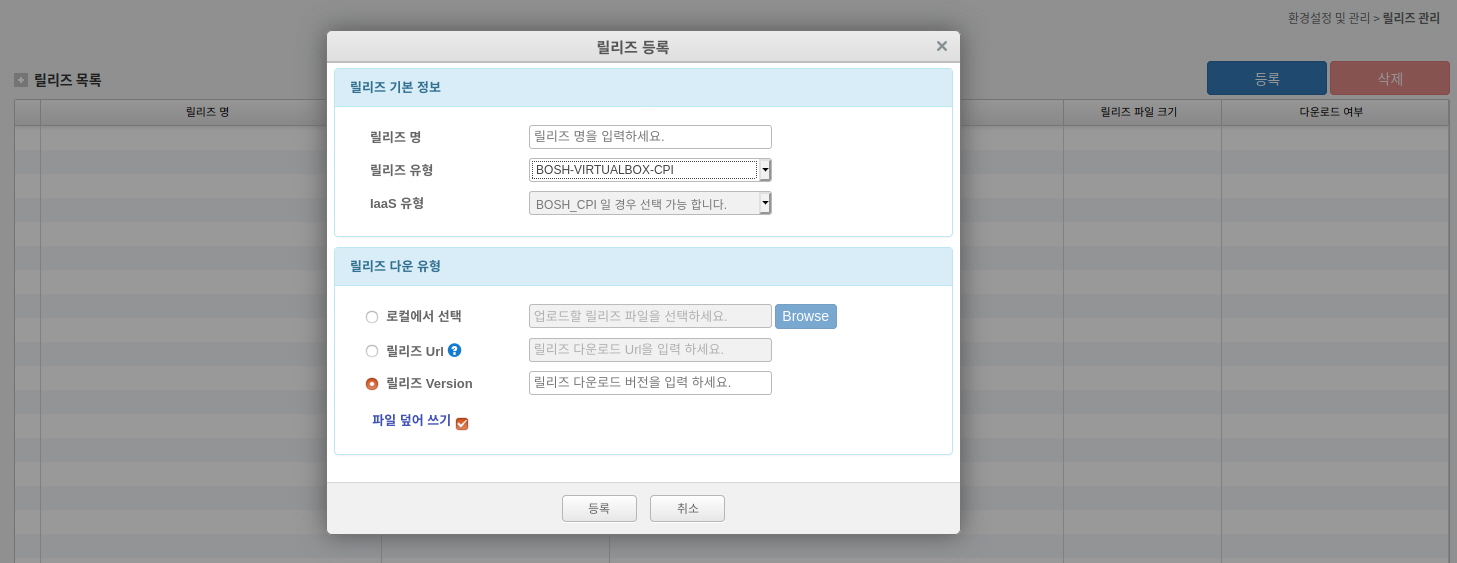 환경설정 및 관리 > 릴리즈 관리
릴리즈 등록 ×
릴리즈 목록
등록 삭제
릴리즈 명 릴리즈 파일 크기 다운로드 여부
릴리즈 기본 정보
릴리즈 명 릴리즈 명을 입력하세요.
릴리즈 유형 BOSH-VIRTUALBOX-CPI
IaaS 유형 BOSH_CPI 일 경우 선택 가능 합니다.
릴리즈 다운 유형
로컬에서 선택 업로드할 릴리즈 파일을 선택하세요. Browse
릴리즈 Url ? 릴리즈 다운로드 Url을 입력 하세요.
릴리즈 Version 릴리즈 다운로드 버전을 입력 하세요.
파일 덮어 쓰기
등록 취소